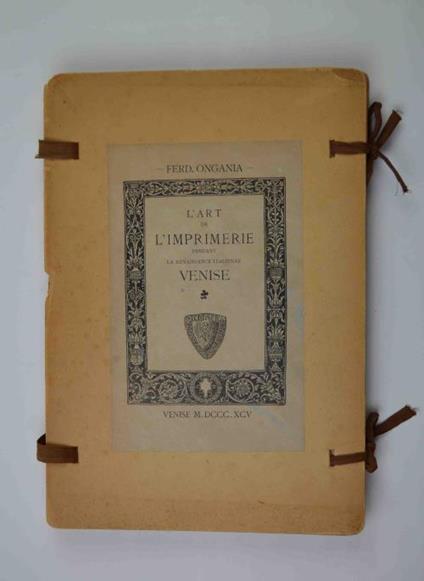 FERD. ONGANIA
L'ART
DE
L'IMPRIMERIE
PENDANT
LA RENAISSANCE ITALIENNE
VENISE
VENISE M.DCCC.XCV